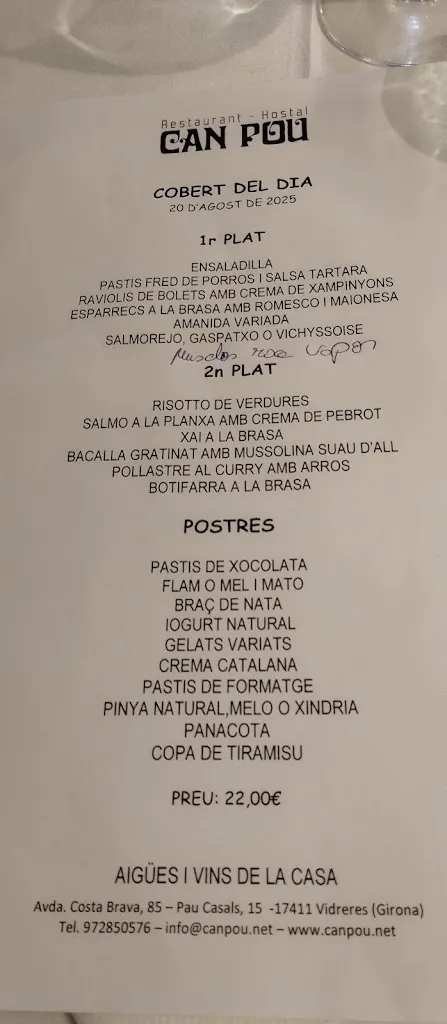 Restaurant - Hostal
CAN POU
COBERT DEL DIA
20 D'AGOST DE 2025
1r PLAT
ENSALADILLA
PASTIS FRED DE PORROS I SALSA TARTARA
RAVIOLIS DE BOLETS AMB CREMA DE XAMPINYONS
ESPARRECS A LA BRASA AMB ROMESCO I MAIONESA
AMANIDA VARIADA
SALMOREJO, GASPATXO O VICHYSSOISE
vapor
2n PLAT
RISOTTO DE VERDURES
SALMO A LA PLANXA AMB CREMA DE PEBROT
XAI A LA BRASA
BACALLA GRATINAT AMB MUSSOLINA SUAU D'ALL
POLLASTRE AL CURRY AMB ARROS
BOTIFARRA A LA BRASA
POSTRES
PASTIS DE XOCOLATA
FLAM O MEL I MATO
BRAÇ DE NATA
IOGURT NATURAL
GELATS VARIATS
CREMA CATALANA
PASTIS DE FORMATGE
PINYA NATURAL,MELO O XINDRIA
PANACOTA
COPA DE TIRAMISU
PREU: 22,00€
AIGÜES I VINS DE LA CASA
Avda. Costa Brava, 85 – Pau Casals, 15 -17411 Vidreres (Girona)
Tel. 972850576 – info@canpou.net – www.canpou.net